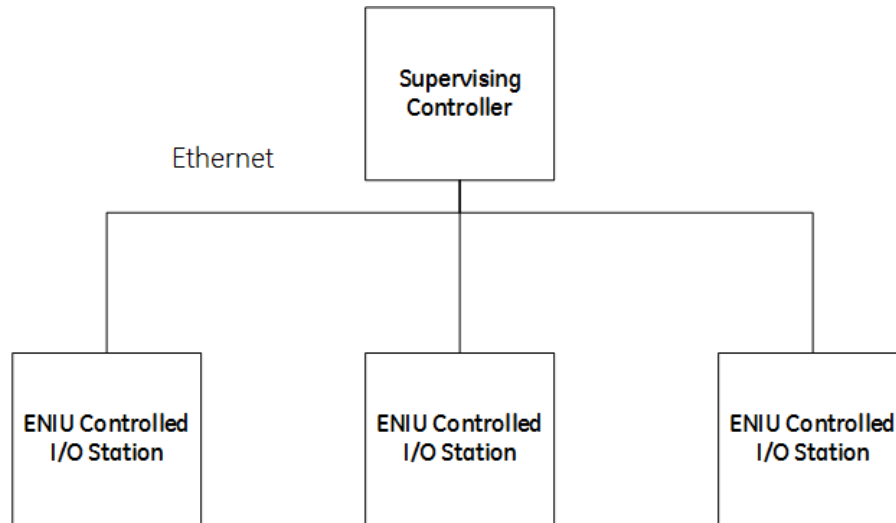 Supervising
Controller
Ethernet
ENIU Controlled
I/O Station
ENIU Controlled
I/O Station
ENIU Controlled
I/O Station